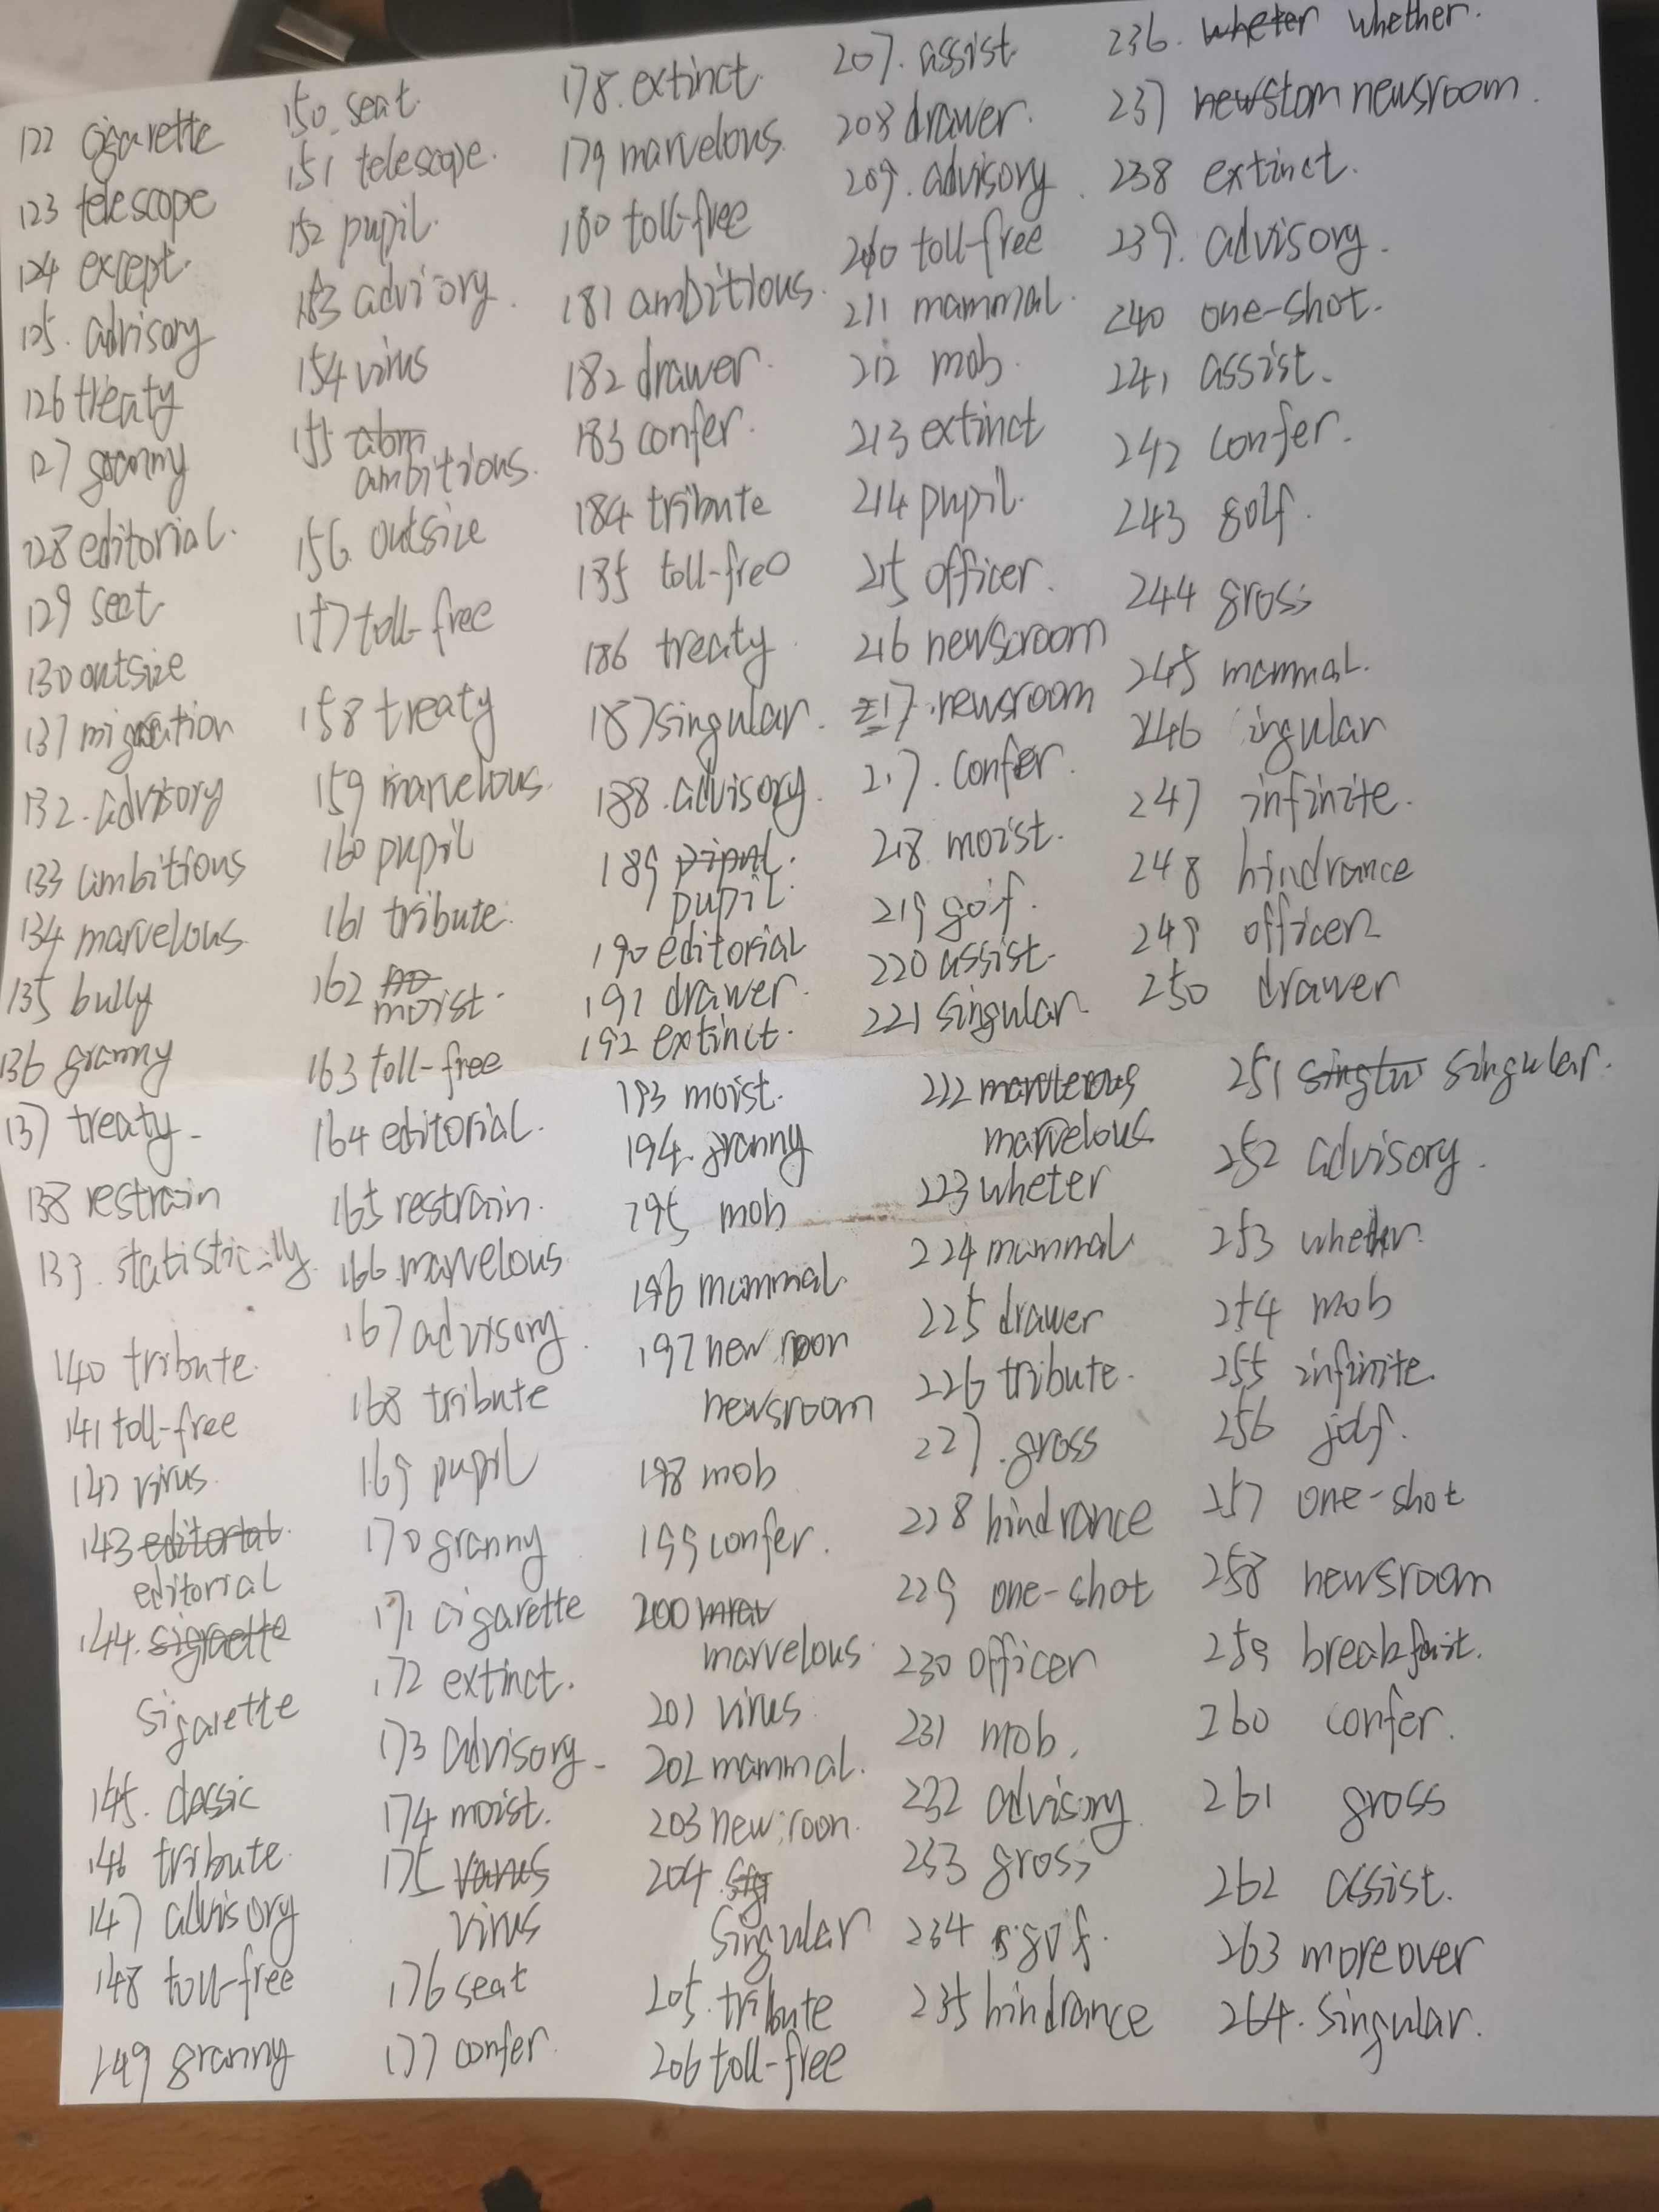 122 cigarette
123 telescope
124 except.
125. advisory
126 treaty
127 granny
128 editorial.
129 seat
130 outsize
131 migration
132. advisory
133 ambitious
134 marvelous
135 bully
136 granny
137 treaty
138 restrain
139. statistically
140 tribute.
141 toll-free
142 virus
143 editorial
editorial
144.
sigarette
145. classic
146 tribute
147 advisory
148 toll-free
149 granny
150 seat.
151 telescope.
152 pupil.
153 advisory.
154 virus
155 abm
ambitious.
156 outsize
157 toll-free
158 treaty
159 marvelous.
160 pupil
161 tribute.
162
moist.
163 toll-free
164 editorial.
165 restrain.
166 marvelous
167 advisory.
168 tribute
169 pupil
170 granny
171 cigarette
172 extinct.
173 advisory
174 moist.
175
virus
176 seat
177 confer.
178. extinct.
179 marvelous.
180 toll-free
181 ambitious.
182 drawer.
183 confer.
184 tribute
185 toll-free
186 treaty
187 singular.
188. advisory.
189
pupil
190 editorial
191 drawer.
192 extinct.
193 moist.
194. granny
195 mob
196 mammal
197 new roon
newsroom
198 mob
199 confer.
200
marvelous
201 virus
202 mammal.
203 newsroon.
204
singular
205. tribute
206 toll-free
207. assist
208 drawer.
209. advisory
210 toll-free
211 mammal.
212 mob
213 extinct
214 pupil.
215 officer.
216 newscroom
217. newsroom
217. confer.
218 moist.
219 golf.
220 assist.
221 singular
222
marvelous
223 wheter
224 mammal
225 drawer
226 tribute.
227. gross
228 hindrance
229 one-shot
230 officer
231 mob.
232 advisory
233 gross
234 golf.
235 hindrance
236. wheter whether.
237 newstom newsroom.
238 extinct.
239. advisory.
240 one-shot.
241 assist.
242 confer.
243 golf.
244 gross
245 mammal.
246 singular
247 infinite.
248 hindrance
249 officer
250 drawer
251 singlu singular.
252 advisory.
253 whether.
254 mob
255 infinite.
256 golf.
257 one-shot
258 newsroom
259 breakfast.
260 confer.
261 gross
262 assist.
263 moreover
264. singular.